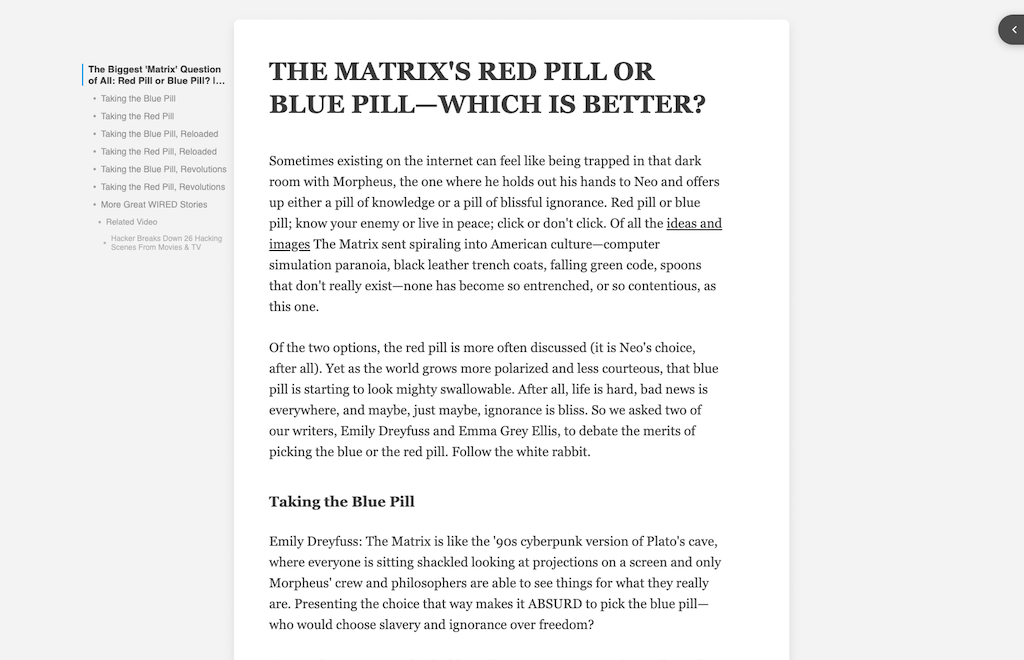 The Biggest 'Matrix' Question
of All: Red Pill or Blue Pill? |...
• Taking the Blue Pill
• Taking the Red Pill
• Taking the Blue Pill, Reloaded
• Taking the Red Pill, Reloaded
• Taking the Blue Pill, Revolutions
• Taking the Red Pill, Revolutions
• More Great WIRED Stories
• Related Video
• Hacker Breaks Down 26 Hacking
Scenes From Movies & TV
THE MATRIX'S RED PILL OR
BLUE PILL—WHICH IS BETTER?
Sometimes existing on the internet can feel like being trapped in that dark
room with Morpheus, the one where he holds out his hands to Neo and offers
up either a pill of knowledge or a pill of blissful ignorance. Red pill or blue
pill; know your enemy or live in peace; click or don't click. Of all the ideas and
images The Matrix sent spiraling into American culture—computer
simulation paranoia, black leather trench coats, falling green code, spoons
that don't really exist—none has become so entrenched, or so contentious, as
this one.
Of the two options, the red pill is more often discussed (it is Neo's choice,
after all). Yet as the world grows more polarized and less courteous, that blue
pill is starting to look mighty swallowable. After all, life is hard, bad news is
everywhere, and maybe, just maybe, ignorance is bliss. So we asked two of
our writers, Emily Dreyfuss and Emma Grey Ellis, to debate the merits of
picking the blue or the red pill. Follow the white rabbit.
Taking the Blue Pill
Emily Dreyfuss: The Matrix is like the '90s cyberpunk version of Plato's cave,
where everyone is sitting shackled looking at projections on a screen and only
Morpheus' crew and philosophers are able to see things for what they really
are. Presenting the choice that way makes it ABSURD to pick the blue pill—
who would choose slavery and ignorance over freedom?